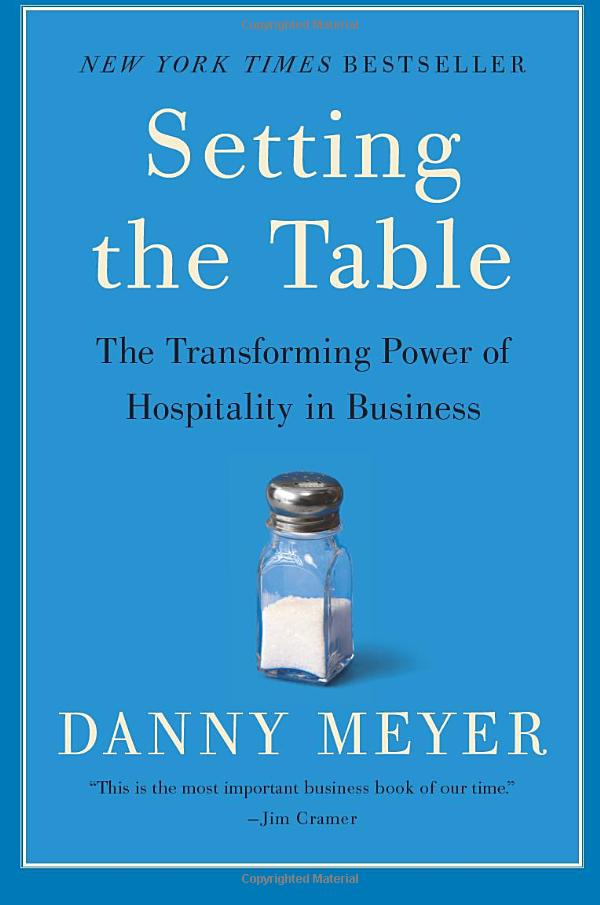 Copyrighted Material
NEW YORK TIMES BESTSELLER
Setting
the Table
The Transforming Power of
Hospitality in Business
DANNY MEYER
“This is the most important business book of our time.”
—Jim Cramer
Copyrighted Material